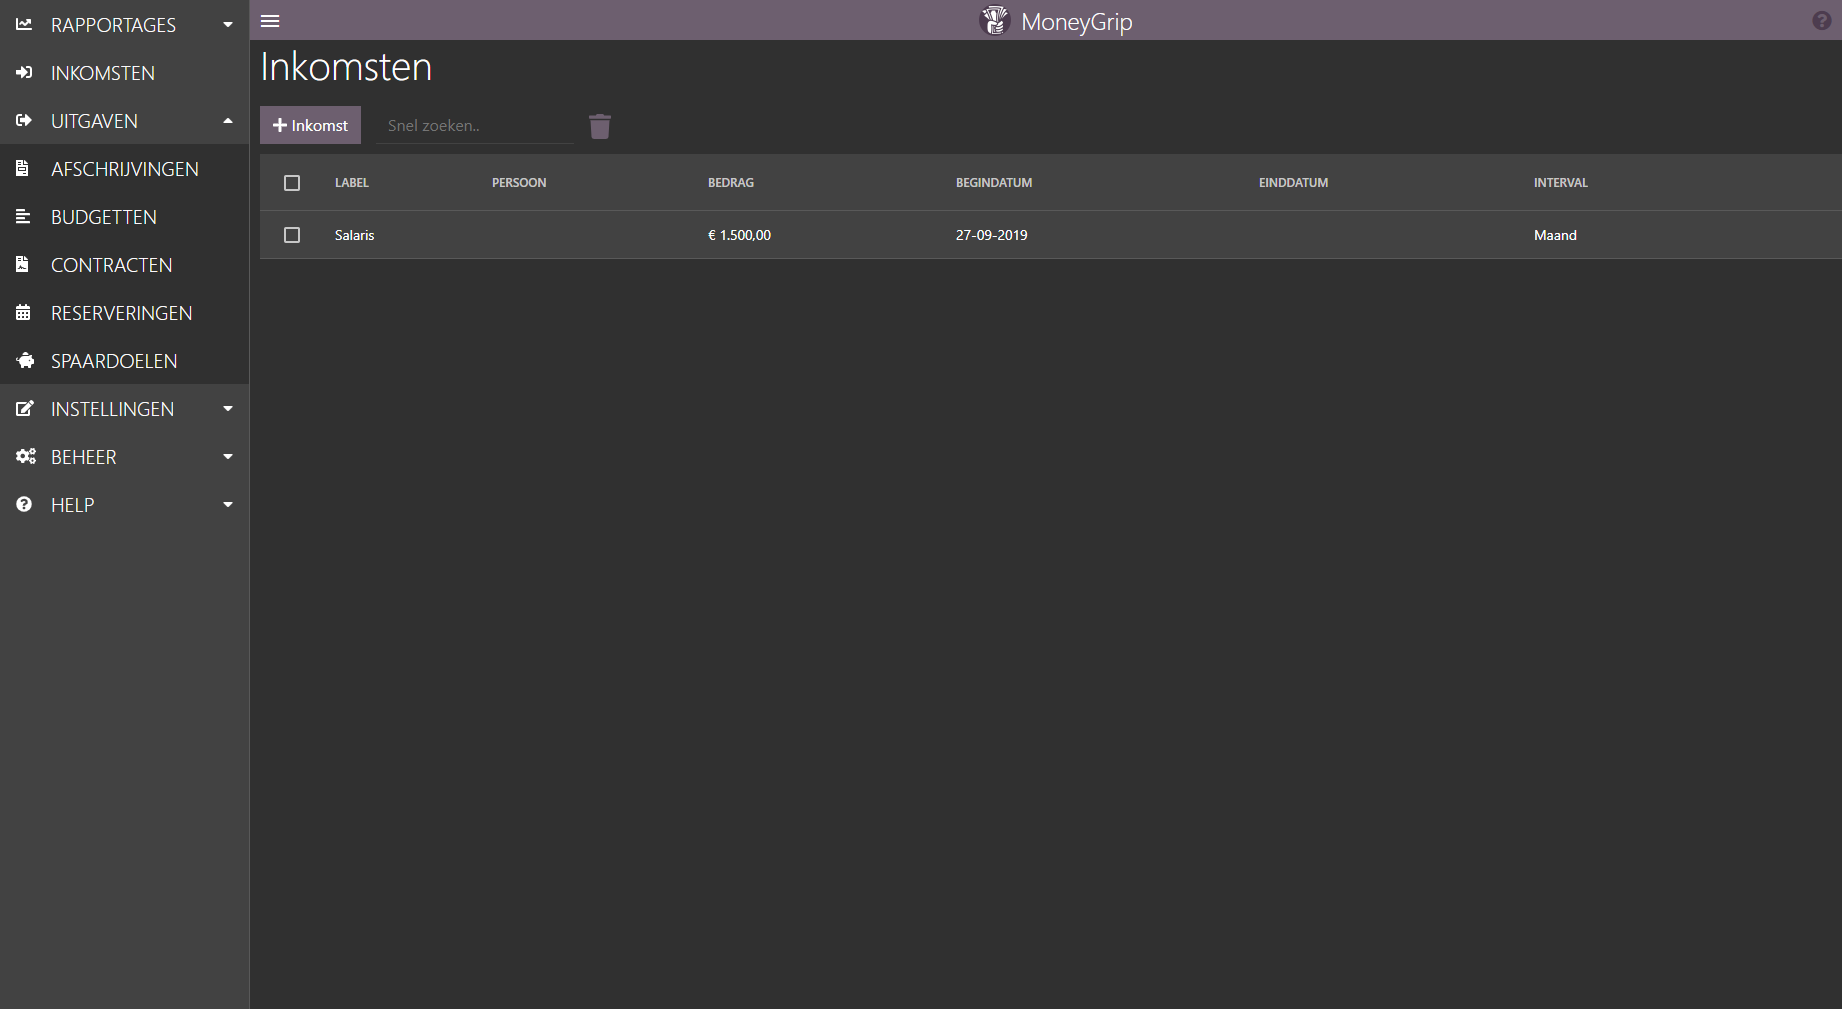 RAPPORTAGES
INKOMSTEN
UITGAVEN
AFSCHRIJVINGEN
BUDGETTEN
CONTRACTEN
RESERVERINGEN
SPAARDOELEN
INSTELLINGEN
BEHEER
HELP
MoneyGrip
Inkomsten
Inkomst
Snel zoeken..
LABEL PERSOON BEDRAG BEGINDATUM EINDDATUM INTERVAL
Salaris € 1.500,00 27-09-2019 Maand